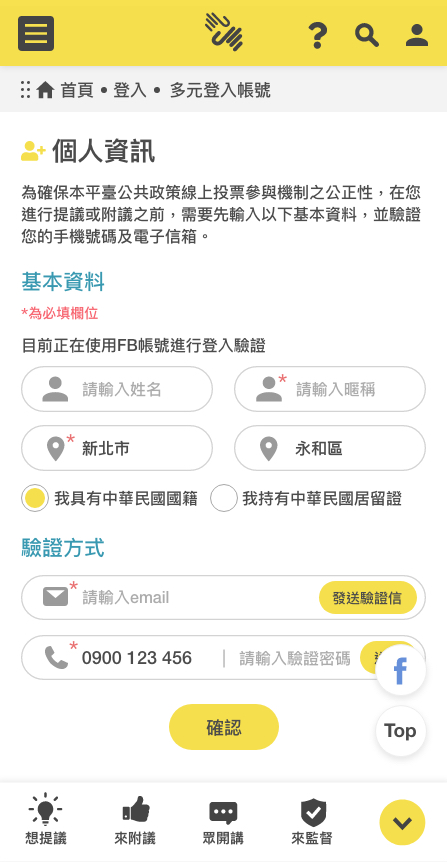 首頁 • 登入 • 多元登入帳號
個人資訊
為確保本平臺公共政策線上投票參與機制之公正性，在您
進行提議或附議之前，需要先輸入以下基本資料，並驗證
您的手機號碼及電子信箱。
基本資料
*為必填欄位
目前正在使用FB帳號進行登入驗證
請輸入姓名 * 請輸入暱稱
* 新北市 永和區
我具有中華民國國籍 我持有中華民國居留證
驗證方式
* 請輸入email 發送驗證信
* 0900 123 456 請輸入驗證密碼
Top
確認
想提議 來附議 眾開講 來監督